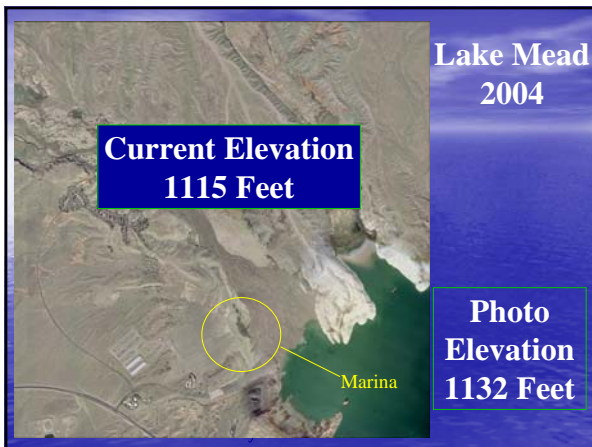 Lake Mead
2004
Current Elevation
1115 Feet
Marina
Photo
Elevation
1132 Feet